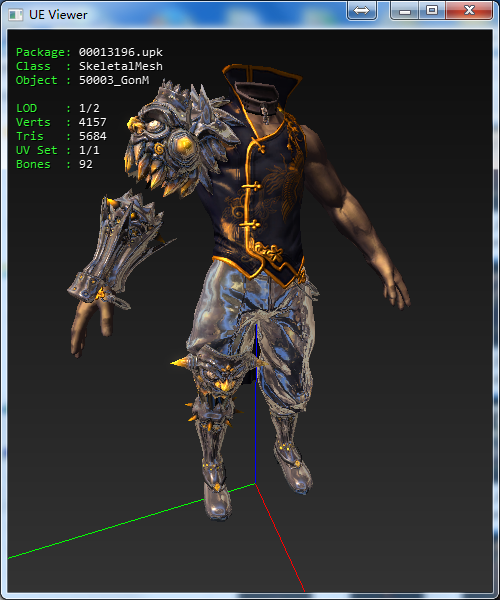 UE Viewer
Package: 00013196.upk
Class : SkeletalMesh
Object : 50003_GonM
LOD : 1/2
Verts : 4157
Tris : 5684
UV Set : 1/1
Bones : 92